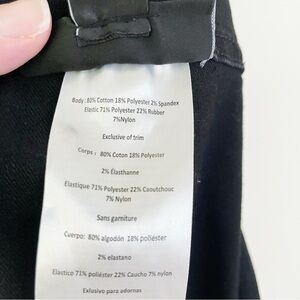 Body : 80% Cotton 18% Polyester 2% Spandex
Elastic 71% Polyester 22% Rubber
7%Nylon
Exclusive of trim
Corps : 80% Coton 18% Polyester
2% Élasthanne
Elastique 71% Polyester 22% Caoutchouc
7% Nylon
Sans garniture
Cuerpo: 80% algodón 18% poliéster
2% elastano
Elastico 71% poliéster 22% Caucho 7% nylon
Exlusivo para adornas